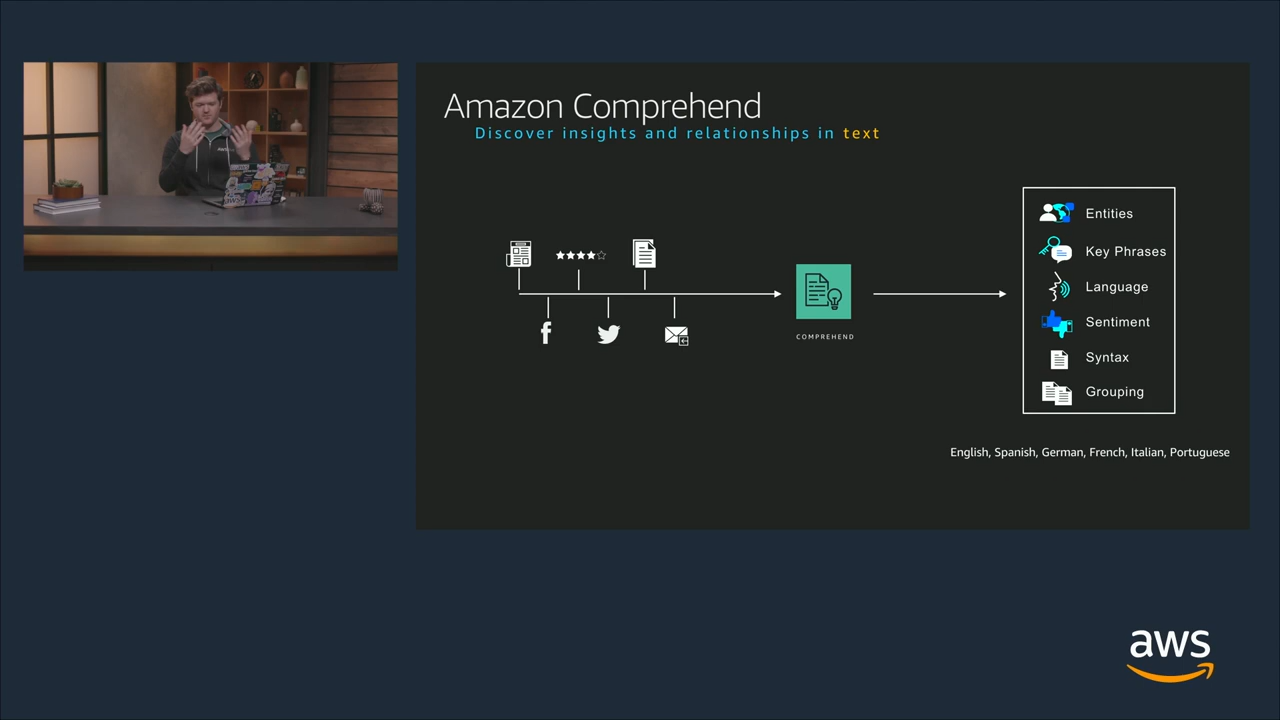 Amazon Comprehend
Discover insights and relationships in text
COMPREHEND
Entities
Key Phrases
Language
Sentiment
Syntax
Grouping
English, Spanish, German, French, Italian, Portuguese
aws